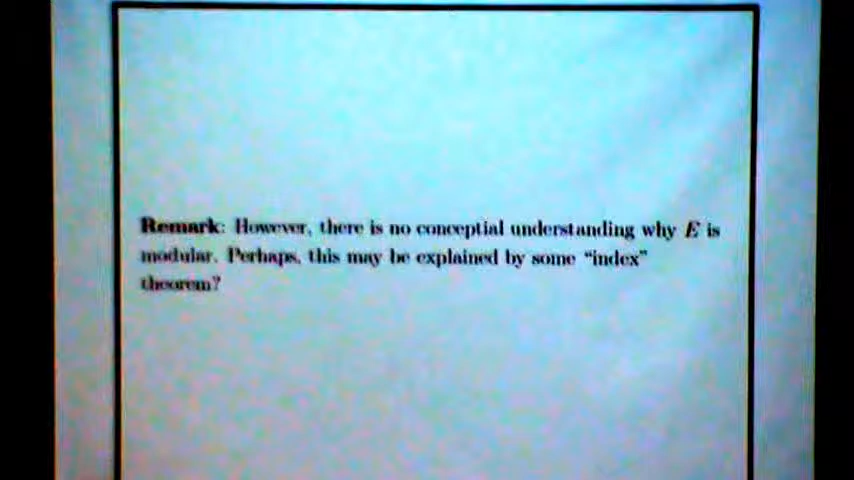 Remark: However, there is no conceptial understanding why E is
modular. Perhaps, this may be explained by some “index”
theorem?